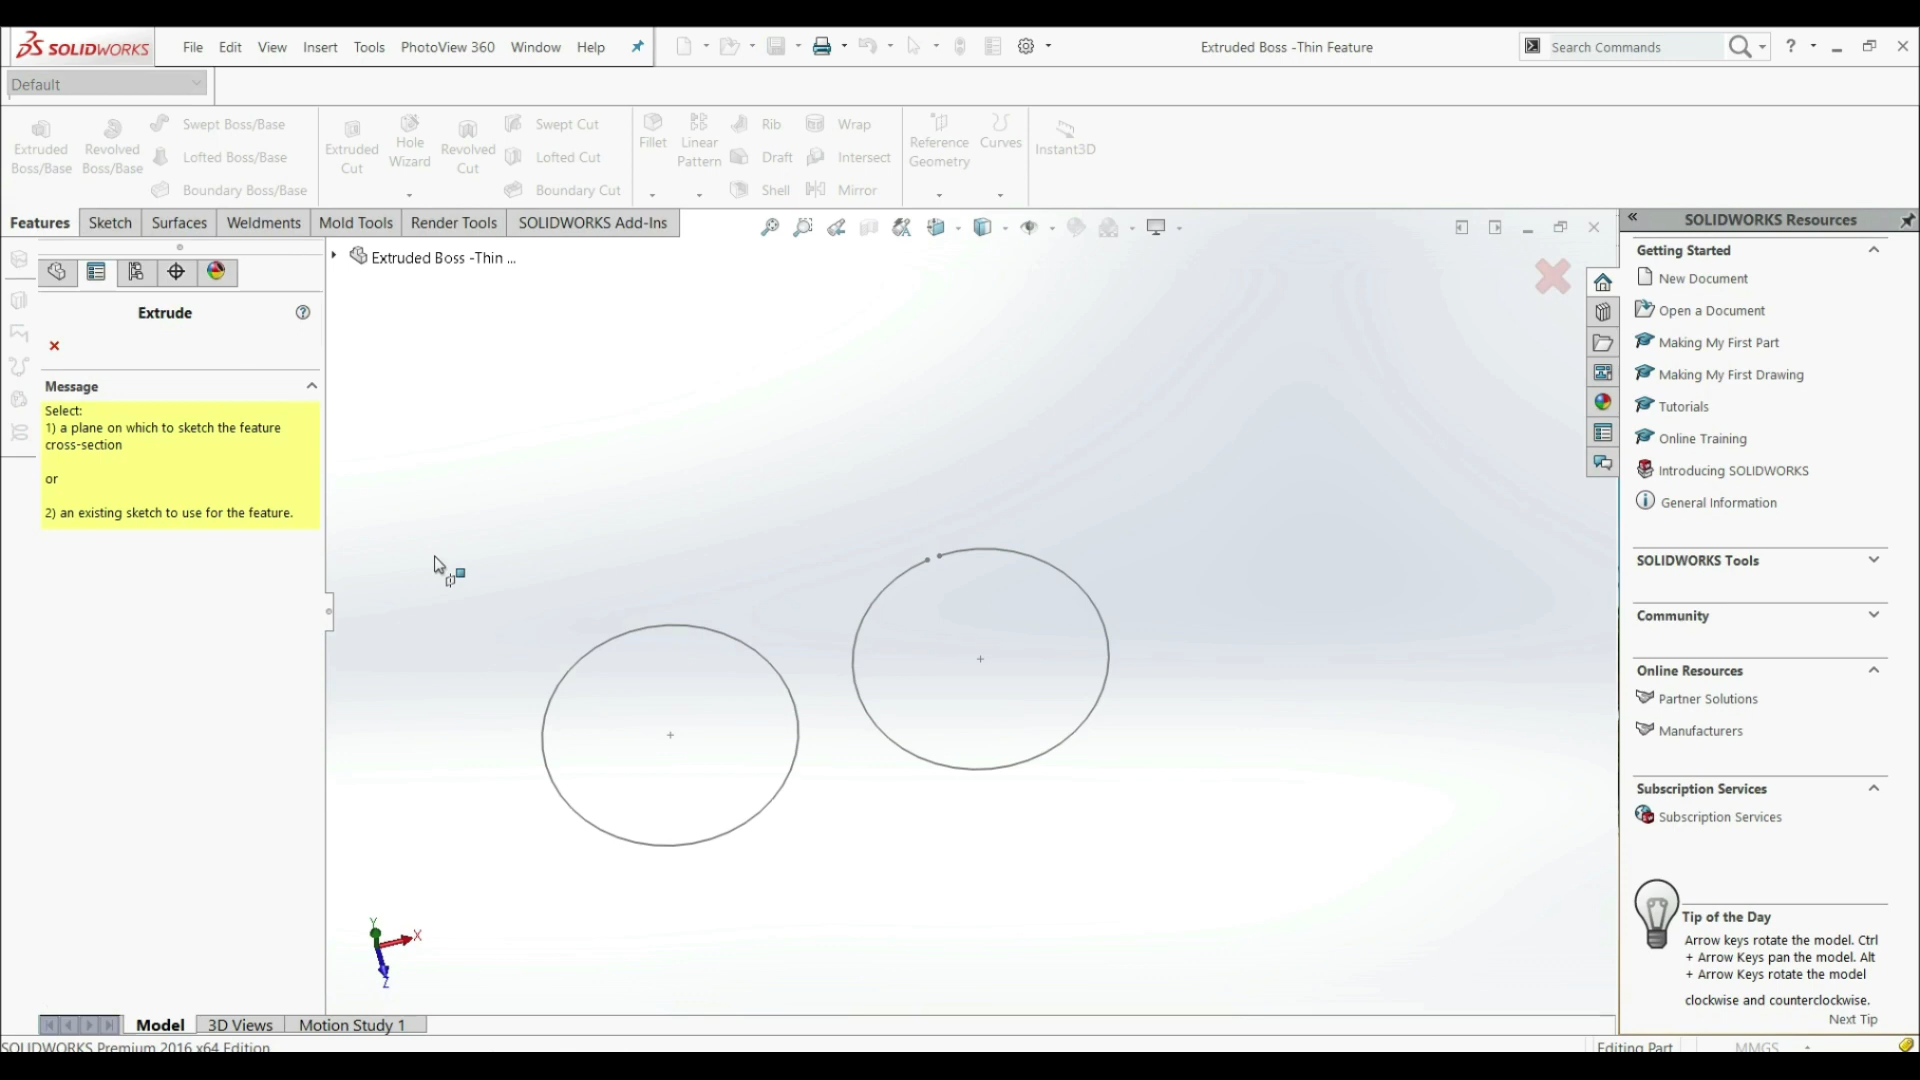 SOLIDWORKS File Edit View Insert Tools PhotoView 360 Window Help Extruded Boss -Thin Feature Search Commands ?
Default
Extruded Boss/Base
Revolved Boss/Base
Swept Boss/Base
Lofted Boss/Base
Boundary Boss/Base
Extruded Cut
Hole Wizard
Revolved Cut
Swept Cut
Lofted Cut
Boundary Cut
Fillet
Linear Pattern
Rib
Draft
Shell
Wrap
Intersect
Mirror
Reference Geometry
Curves
Instant3D
Features Sketch Surfaces Weldments Mold Tools Render Tools SOLIDWORKS Add-Ins
Extruded Boss -Thin ...
Extrude ?
Message
Select:
1) a plane on which to sketch the feature
cross-section
or
2) an existing sketch to use for the feature.
Y
X
Z
SOLIDWORKS Resources
Getting Started
New Document
Open a Document
Making My First Part
Making My First Drawing
Tutorials
Online Training
Introducing SOLIDWORKS
General Information
SOLIDWORKS Tools
Community
Online Resources
Partner Solutions
Manufacturers
Subscription Services
Subscription Services
Tip of the Day
Arrow keys rotate the model. Ctrl
+ Arrow Keys pan the model. Alt
+ Arrow Keys rotate the model
clockwise and counterclockwise.
Next Tip
Model 3D Views Motion Study 1
SOLIDWORKS Premium 2016 x64 Edition Editing Part MMGS